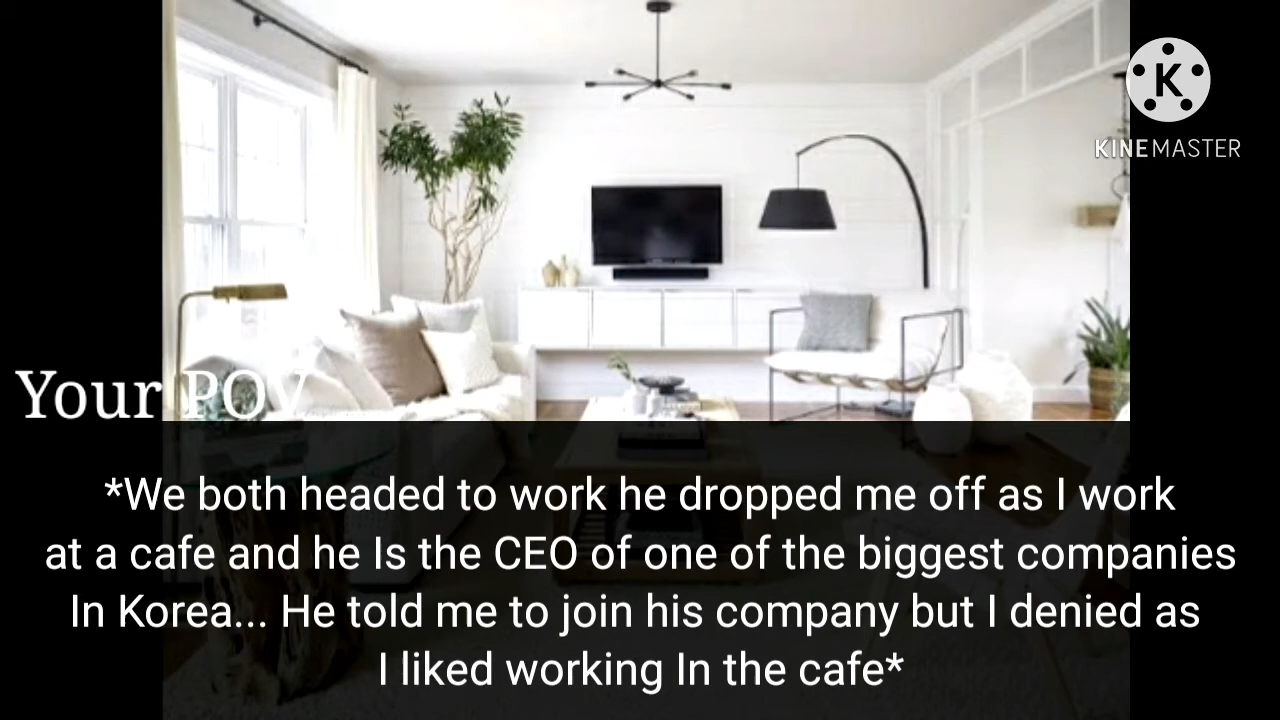 K
KINEMASTER
Your POV
*We both headed to work he dropped me off as I work
at a cafe and he Is the CEO of one of the biggest companies
In Korea... He told me to join his company but I denied as
I liked working In the cafe*